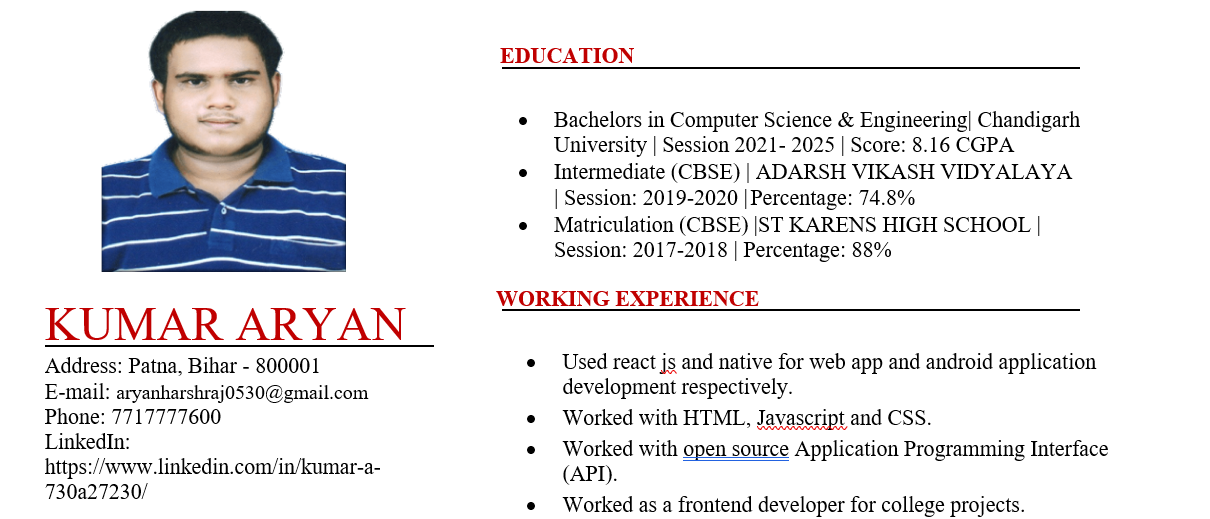 KUMAR ARYAN
Address: Patna, Bihar - 800001
E-mail: aryanharshraj0530@gmail.com
Phone: 7717777600
LinkedIn:
https://www.linkedin.com/in/kumar-a-
730a27230/
EDUCATION
• Bachelors in Computer Science & Engineering| Chandigarh
University | Session 2021- 2025 | Score: 8.16 CGPA
• Intermediate (CBSE) | ADARSH VIKASH VIDYALAYA
| Session: 2019-2020 |Percentage: 74.8%
• Matriculation (CBSE) |ST KARENS HIGH SCHOOL |
Session: 2017-2018 | Percentage: 88%
WORKING EXPERIENCE
• Used react js and native for web app and android application
development respectively.
• Worked with HTML, Javascript and CSS.
• Worked with open source Application Programming Interface
(API).
• Worked as a frontend developer for college projects.